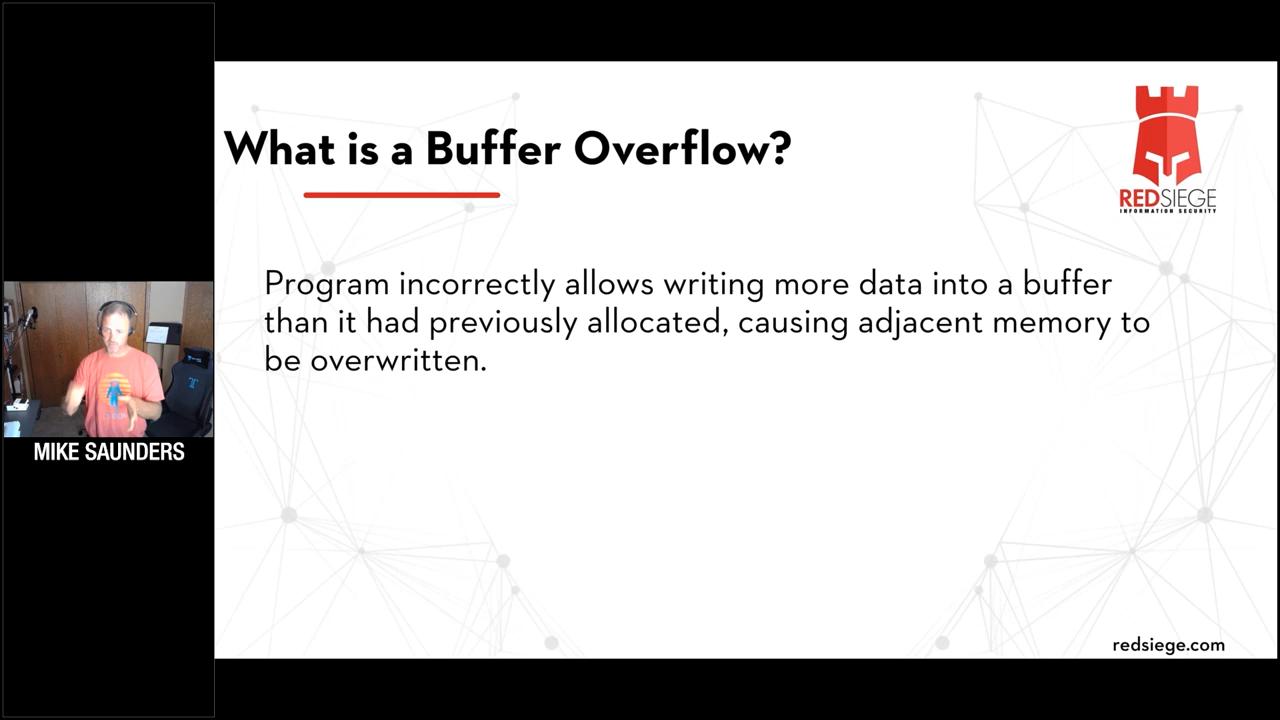 What is a Buffer Overflow?
REDSIEGE
INFORMATION SECURITY
Program incorrectly allows writing more data into a buffer
than it had previously allocated, causing adjacent memory to
be overwritten.
MIKE SAUNDERS
redsiege.com